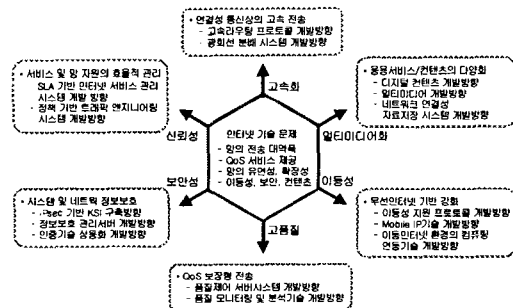 • 연결성 통신상의 고속 전송
- 고속라우팅 프로토콜 개발방향
- 광회선 분배 시스템 개발방향
• 서비스 및 망 자원의 효율적 관리
SLA 기반 인터넷 서비스 관리
시스템 개발 방향
- 정책 기반 트래픽 엔지니어링
시스템 개발방향
• 응용서비스/컨텐츠의 다양화
- 디지털 컨텐츠 개발방향
- 멀티미디어 개발방향
- 네트워크 연결성
- 자료저장 시스템 개발방향
고속화
신뢰성
멀티미디어화
인터넷 기술 문제
- 망의 전송 대역폭
- QoS 서비스 제공
- 망의 유연성, 확장성
- 이동성, 보안, 컨텐츠
보안성
이동성
고품질
• 시스템 및 네트웍 정보보호
- IPsec 기반 KSI 구축방향
- 정보보호 관리서버 개발방향
- 인증기술 상용화 개발방향
• 무선인터넷 기반 강화
- 이동성 지원 프로토콜 개발방향
- Mobile IP기술 개발방향
- 이동인터넷 환경의 컴퓨팅
연동기술 개발방향
• QoS 보장형 전송
- 품질제어 서버시스템 개발방향
- 품질 모니터링 및 분석기술 개발방향